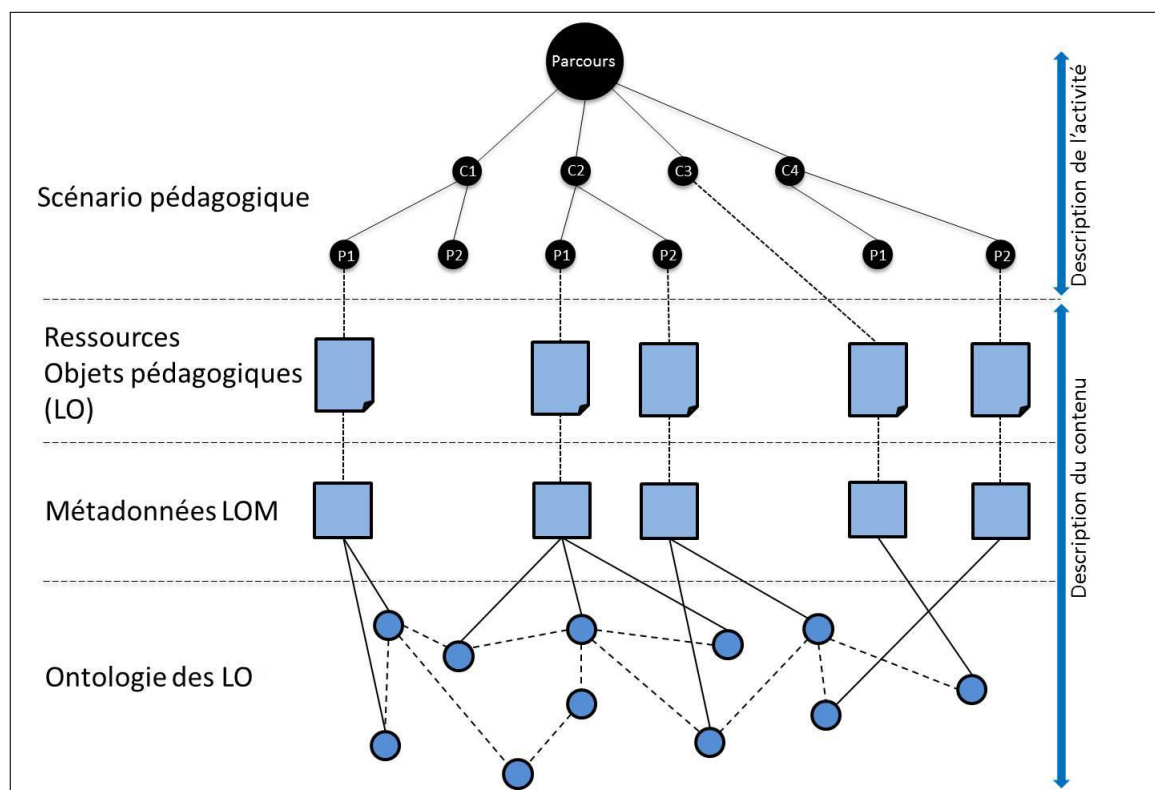 Parcours
C1
C2
C3
C4
Scénario pédagogique
P1
P2
P1
P2
P1
P2
Description de l'activité
Ressources
Objets pédagogiques
(LO)
Métadonnées LOM
Description du contenu
Ontologie des LO